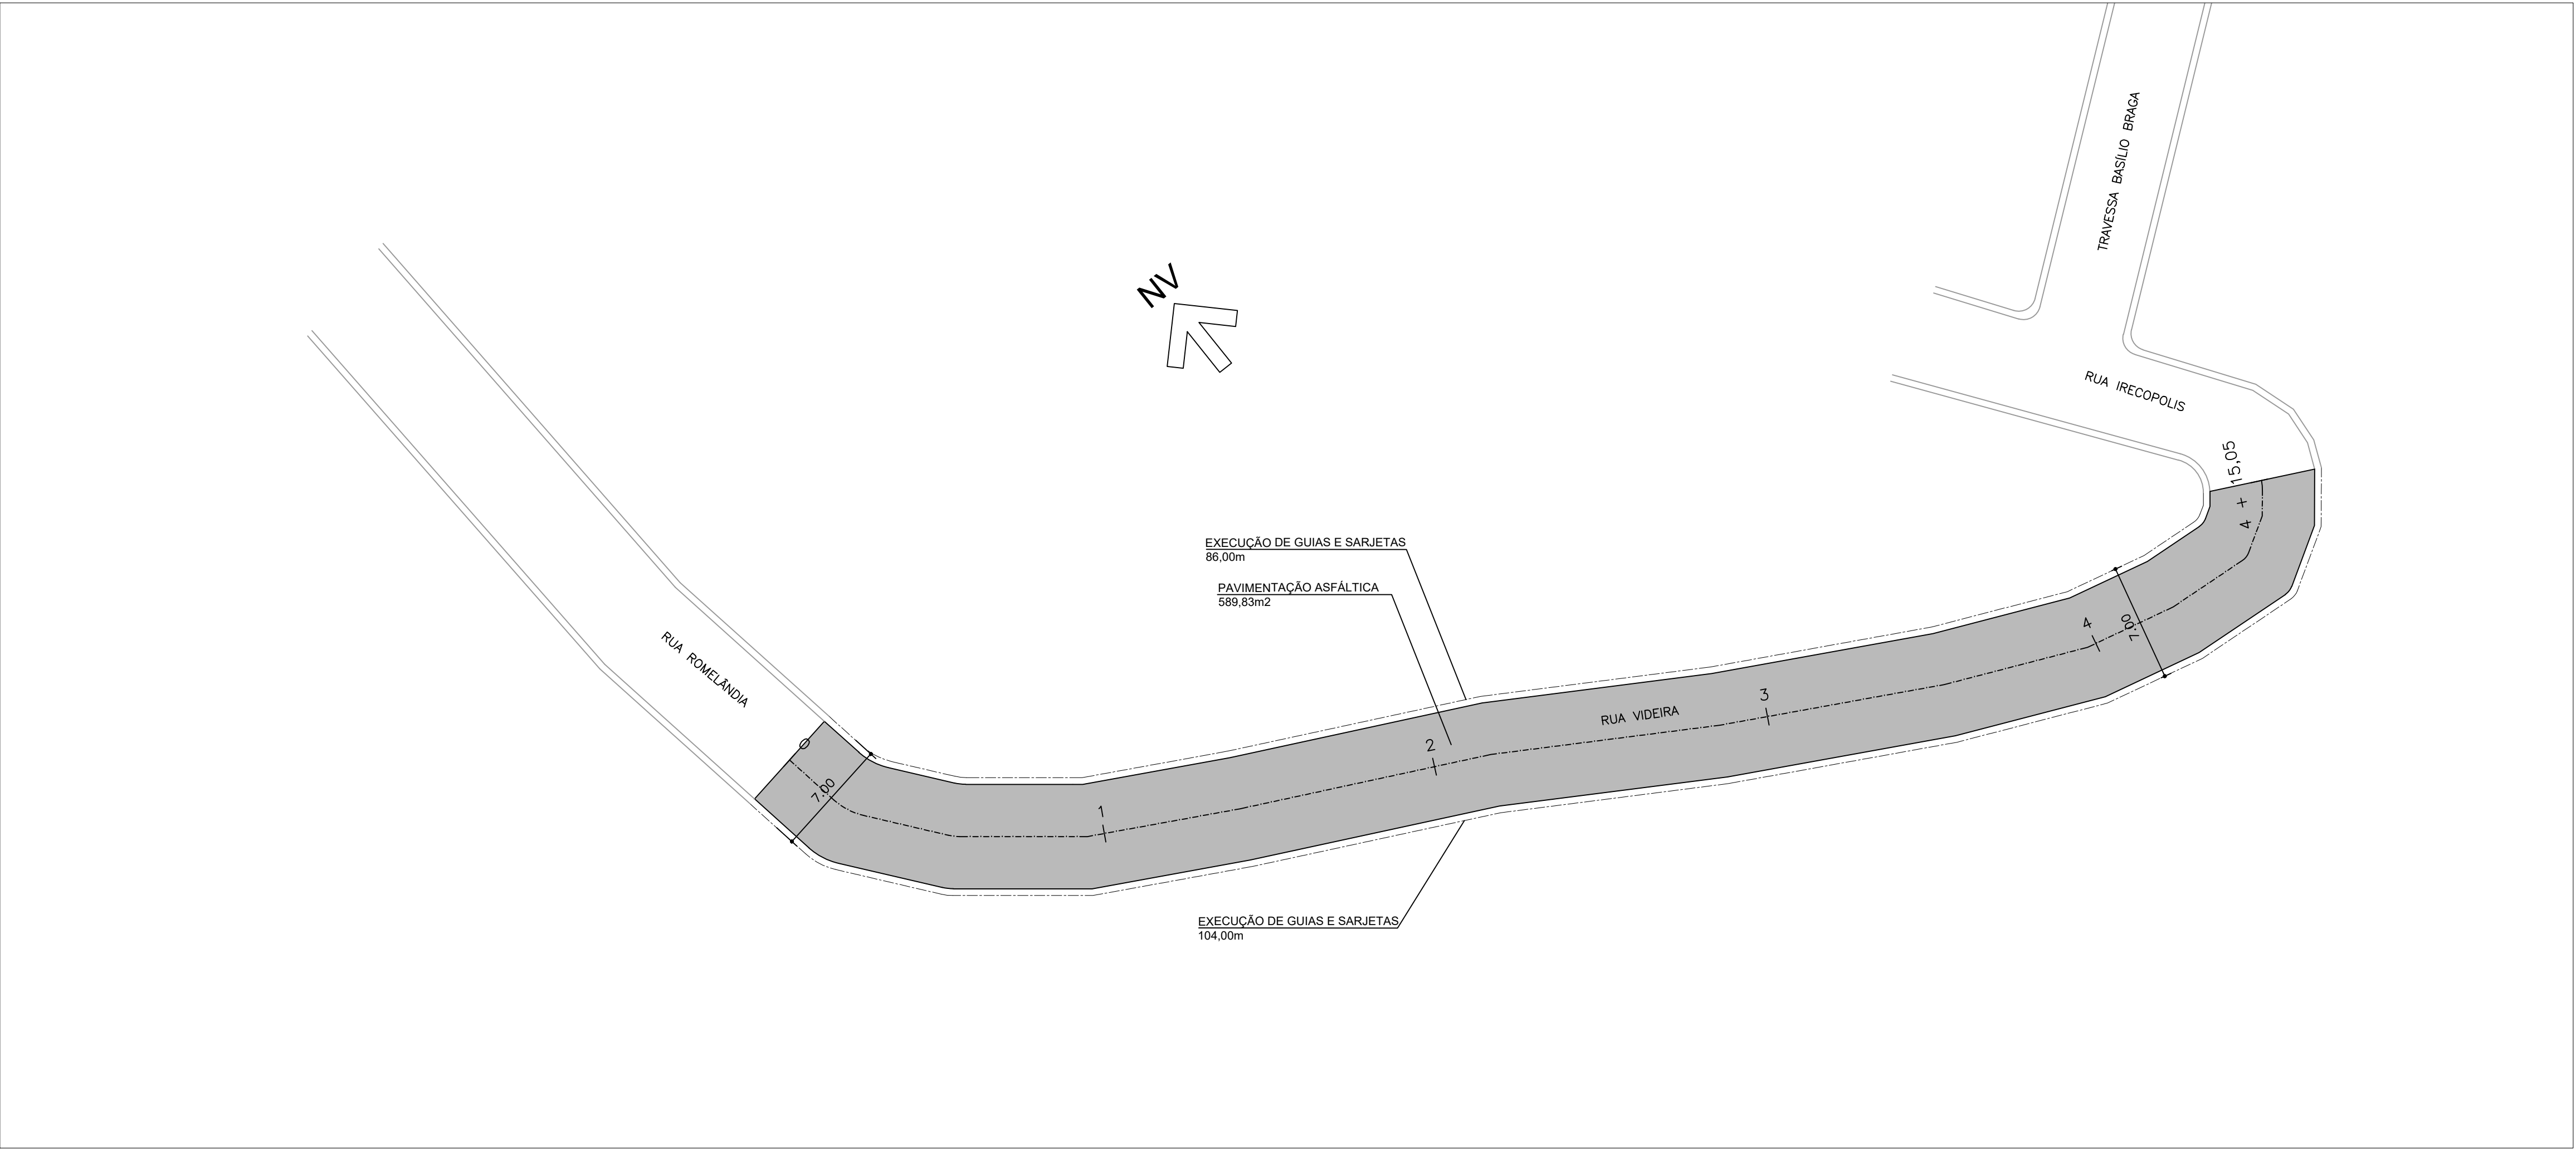 TRAVESSA BASÍLIO BRAGA
NV
RUA IRECOPOLIS
4 + 15,05
EXECUÇÃO DE GUIAS E SARJETAS
86,00m
PAVIMENTAÇÃO ASFÁLTICA
589,83m2
RUA ROMELÂNDIA
0
7.00
1
2
RUA VIDEIRA
3
4
7.00
EXECUÇÃO DE GUIAS E SARJETAS
104,00m